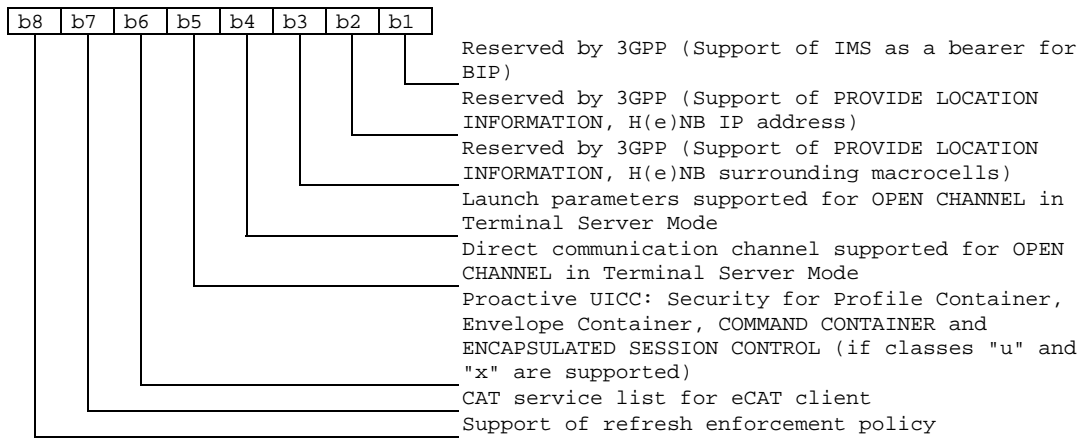 b8 b7 b6 b5 b4 b3 b2 b1
Reserved by 3GPP (Support of IMS as a bearer for
BIP)
Reserved by 3GPP (Support of PROVIDE LOCATION
INFORMATION, H(e)NB IP address)
Reserved by 3GPP (Support of PROVIDE LOCATION
INFORMATION, H(e)NB surrounding macrocells)
Launch parameters supported for OPEN CHANNEL in
Terminal Server Mode
Direct communication channel supported for OPEN
CHANNEL in Terminal Server Mode
Proactive UICC: Security for Profile Container,
Envelope Container, COMMAND CONTAINER and
ENCAPSULATED SESSION CONTROL (if classes "u" and
"x" are supported)
CAT service list for eCAT client
Support of refresh enforcement policy